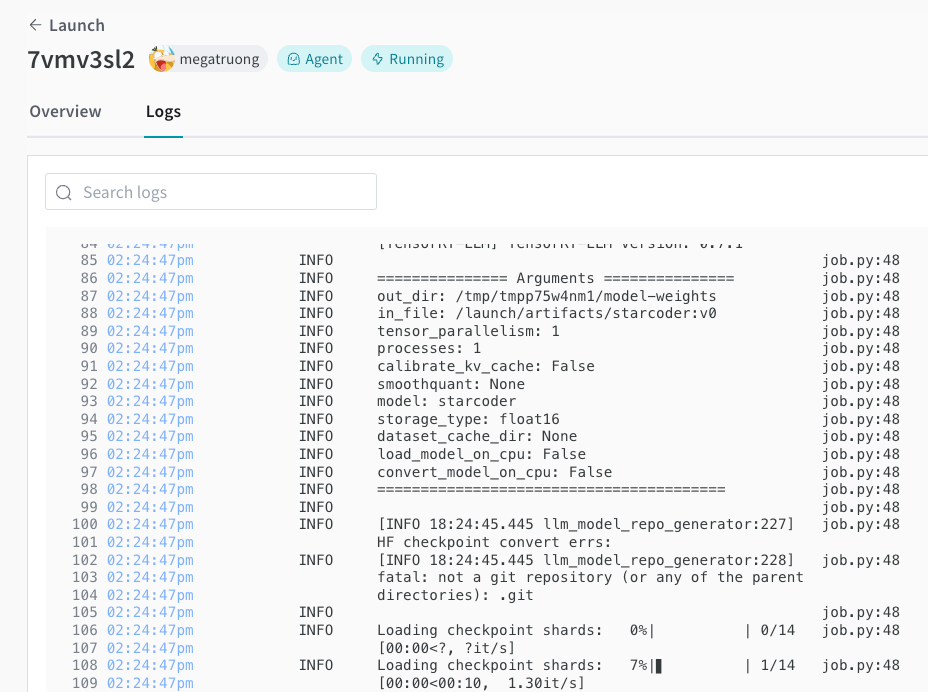 ← Launch
7vmv3sl2 megatruong Agent Running
Overview Logs
Search logs
84 02:24:47pm [TensorRT-LLM] TensorRT-LLM version: 0.7.1
85 02:24:47pm INFO job.py:48
86 02:24:47pm INFO =============== Arguments =============== job.py:48
87 02:24:47pm INFO out_dir: /tmp/tmpp75w4nm1/model-weights job.py:48
88 02:24:47pm INFO in_file: /launch/artifacts/starcoder:v0 job.py:48
89 02:24:47pm INFO tensor_parallelism: 1 job.py:48
90 02:24:47pm INFO processes: 1 job.py:48
91 02:24:47pm INFO calibrate_kv_cache: False job.py:48
92 02:24:47pm INFO smoothquant: None job.py:48
93 02:24:47pm INFO model: starcoder job.py:48
94 02:24:47pm INFO storage_type: float16 job.py:48
95 02:24:47pm INFO dataset_cache_dir: None job.py:48
96 02:24:47pm INFO load_model_on_cpu: False job.py:48
97 02:24:47pm INFO convert_model_on_cpu: False job.py:48
98 02:24:47pm INFO ======================================== job.py:48
99 02:24:47pm INFO job.py:48
100 02:24:47pm INFO [INFO 18:24:45.445 llm_model_repo_generator:227] job.py:48
101 02:24:47pm HF checkpoint convert errs:
102 02:24:47pm INFO [INFO 18:24:45.445 llm_model_repo_generator:228] job.py:48
103 02:24:47pm fatal: not a git repository (or any of the parent
104 02:24:47pm directories): .git
105 02:24:47pm INFO job.py:48
106 02:24:47pm INFO Loading checkpoint shards: 0%| | 0/14 job.py:48
107 02:24:47pm [00:00<?, ?it/s]
108 02:24:47pm INFO Loading checkpoint shards: 7%|▋ | 1/14 job.py:48
109 02:24:47pm [00:00<00:10, 1.30it/s]